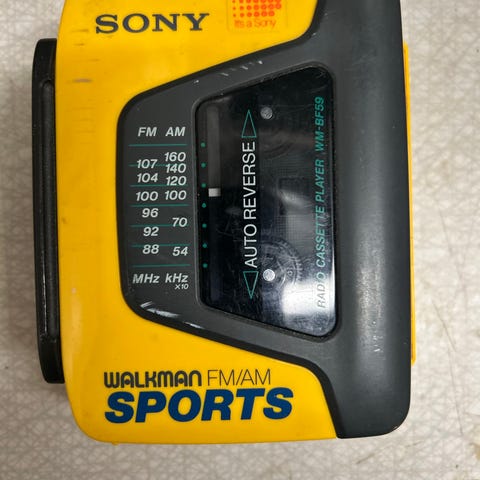 SONY
It's a Sony
FM AM
107 160
140
104 120
100 100
96
70
92
88 54
MHz kHz
x10
◁ AUTO REVERSE ▷
RADIO CASSETTE PLAYER WM-BF59
WALKMAN FM/AM
SPORTS